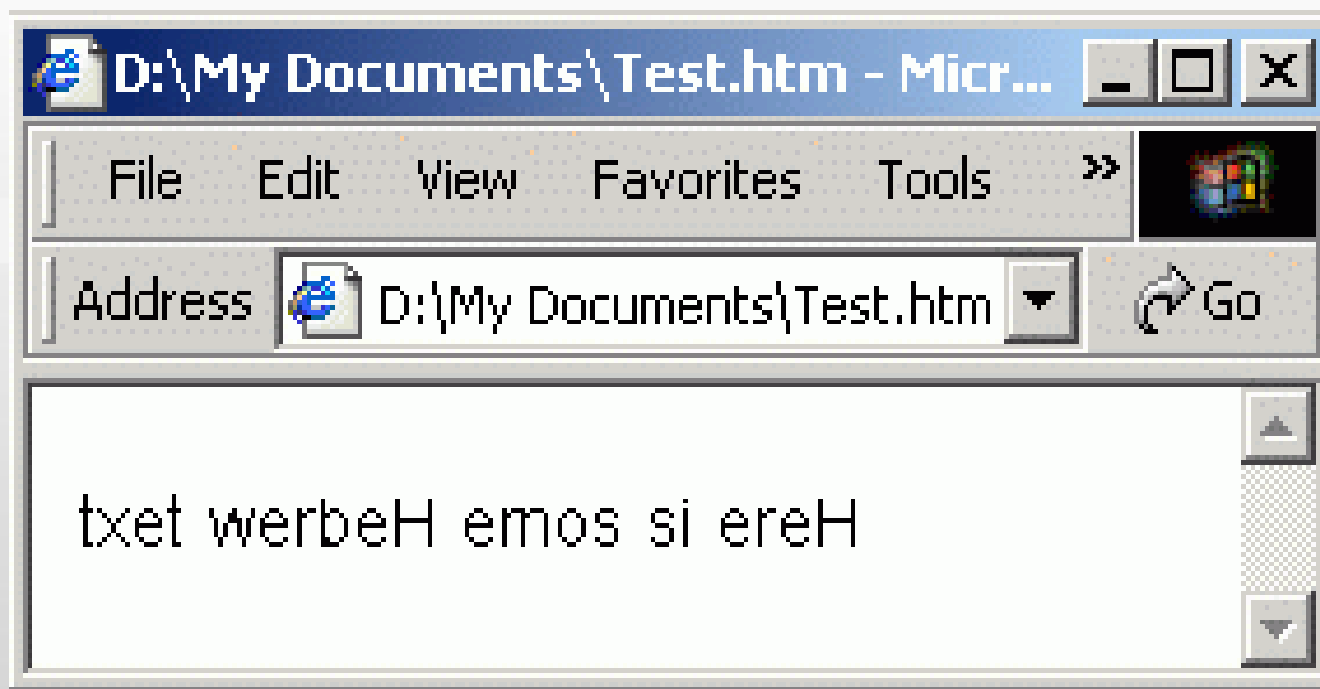 D:\My Documents\Test.htm - Micr...
File Edit View Favorites Tools »
Address D:\My Documents\Test.htm Go
txet werbeH emos si ereH